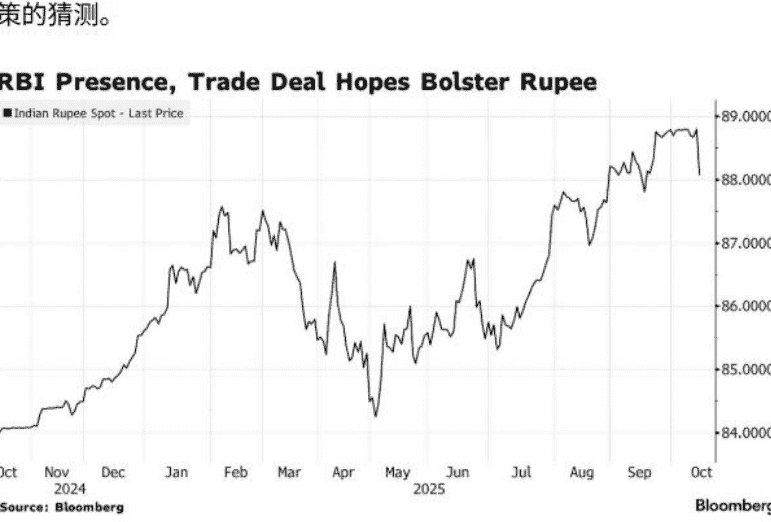 策的猜测。
RBI Presence, Trade Deal Hopes Bolster Rupee
Indian Rupee Spot - Last Price
89.0000
88.0000
87.0000
86.0000
85.0000
84.0000
Oct Nov Dec Jan Feb Mar Apr May Jun Jul Aug Sep Oct
2024 2025
Source: Bloomberg
Bloomberg